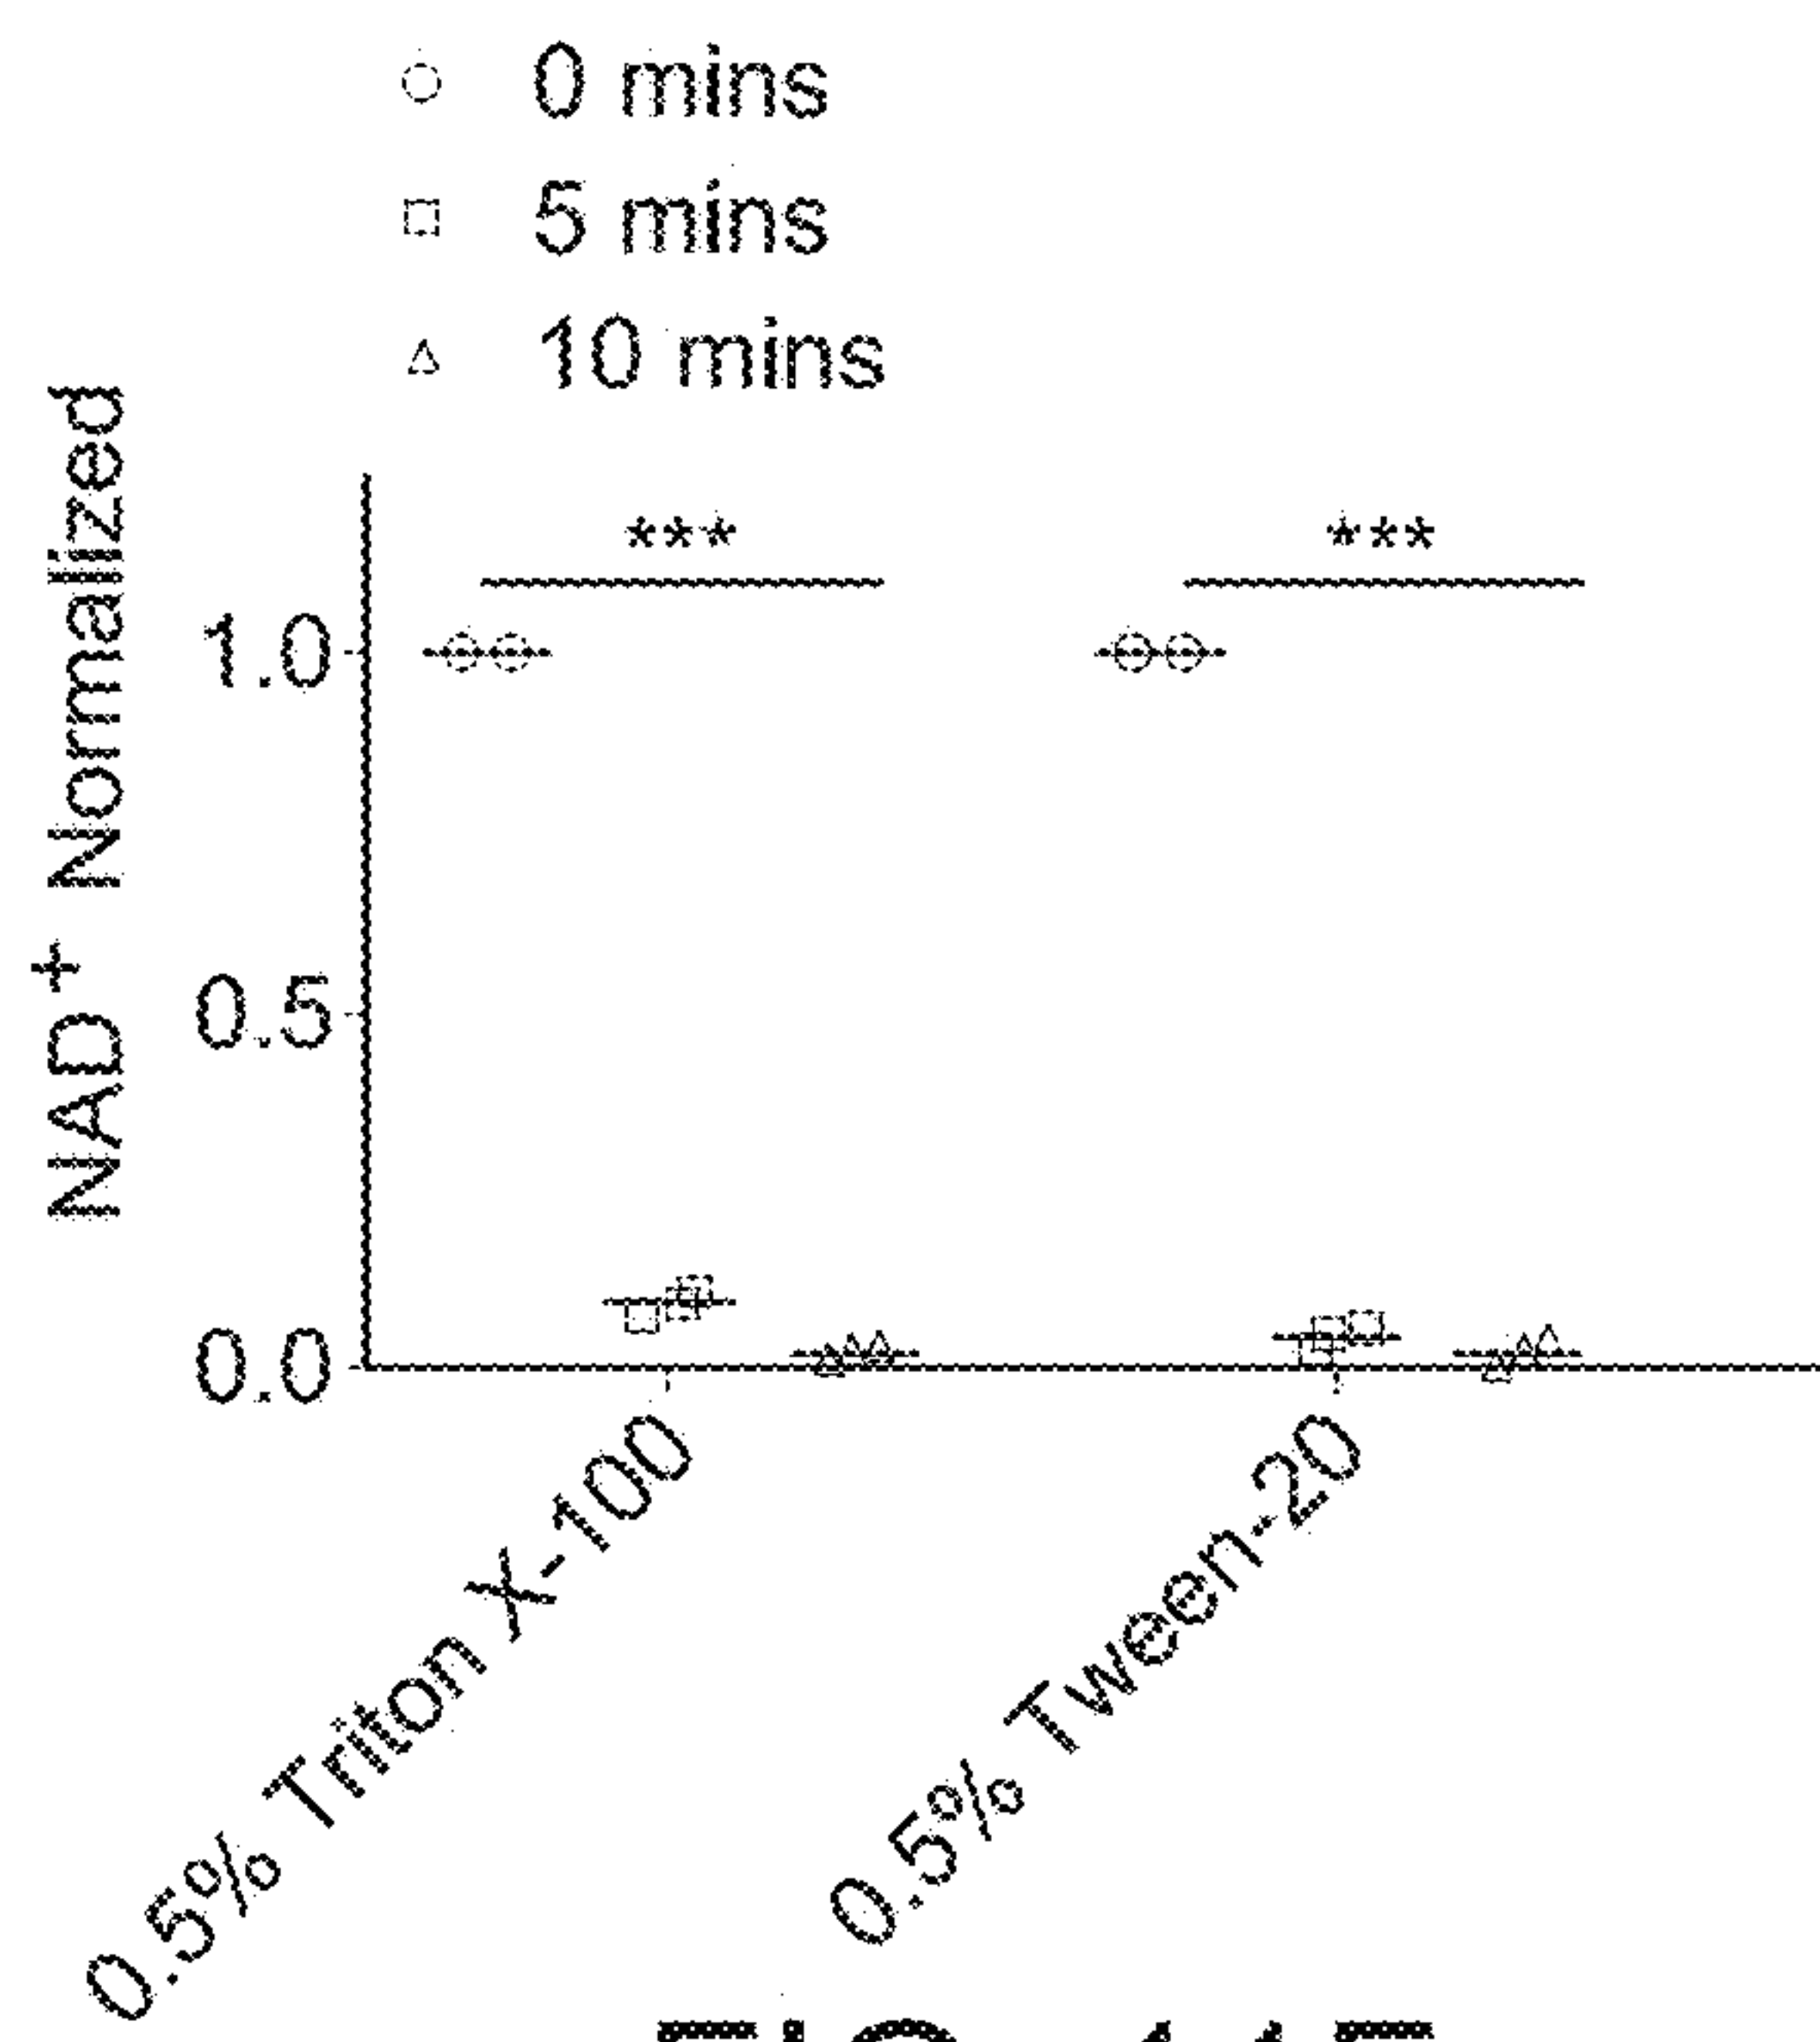 0 mins
5 mins
10 mins
NAD+ Normalized
***
***
1.0
0.5
0.0
0.5% Triton X-100
0.5% Tween-20